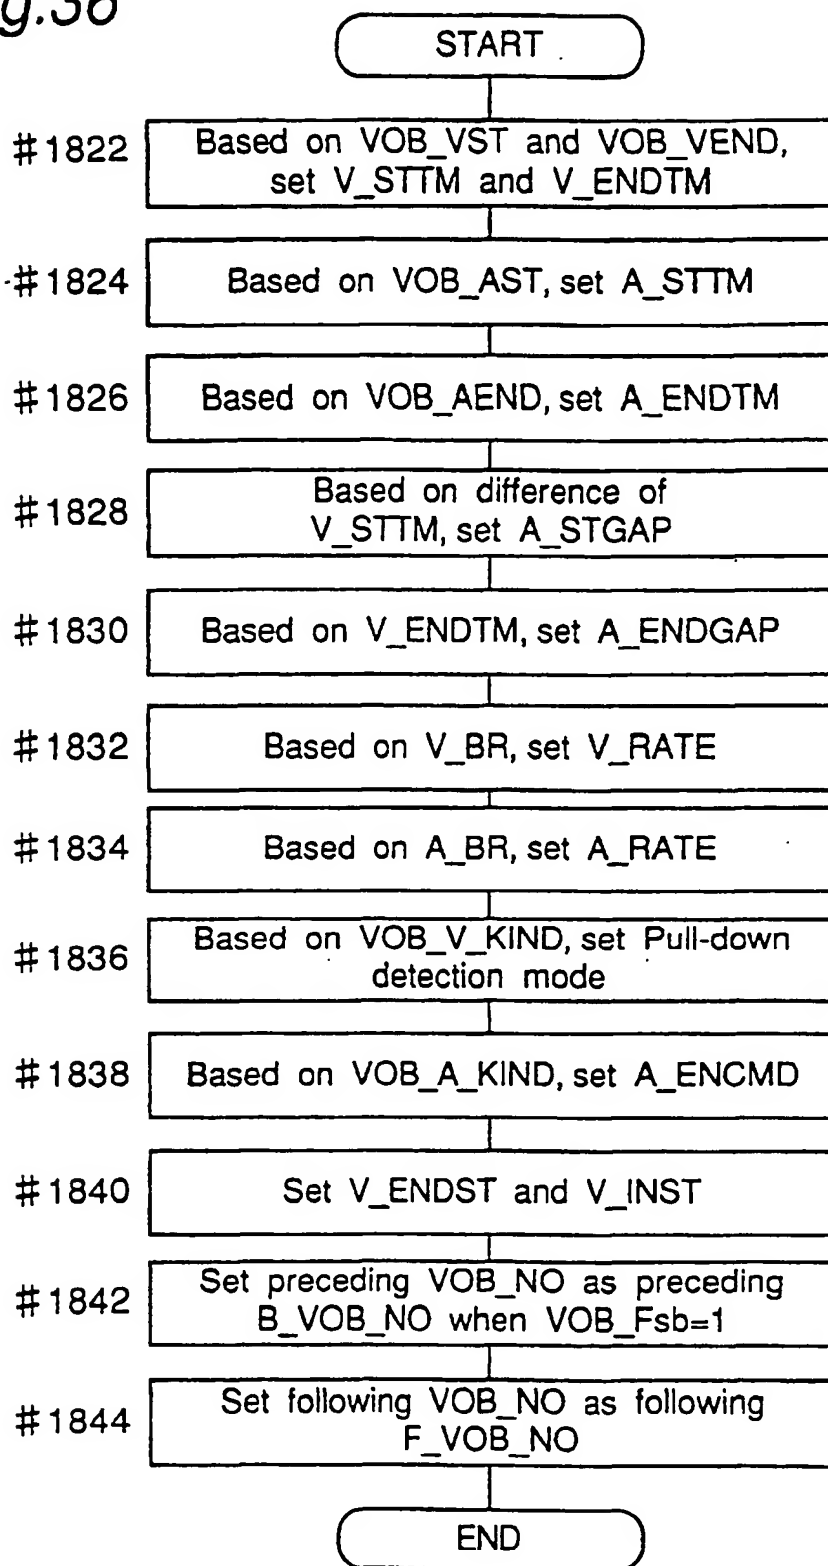 g.36
START
#1822
Based on VOB_VST and VOB_VEND,
set V_STTM and V_ENDTM
#1824
Based on VOB_AST, set A_STTM
#1826
Based on VOB_AEND, set A_ENDTM
#1828
Based on difference of
V_STTM, set A_STGAP
#1830
Based on V_ENDTM, set A_ENDGAP
#1832
Based on V_BR, set V_RATE
#1834
Based on A_BR, set A_RATE
#1836
Based on VOB_V_KIND, set Pull-down
detection mode
#1838
Based on VOB_A_KIND, set A_ENCMD
#1840
Set V_ENDST and V_INST
#1842
Set preceding VOB_NO as preceding
B_VOB_NO when VOB_Fsb=1
#1844
Set following VOB_NO as following
F_VOB_NO
END